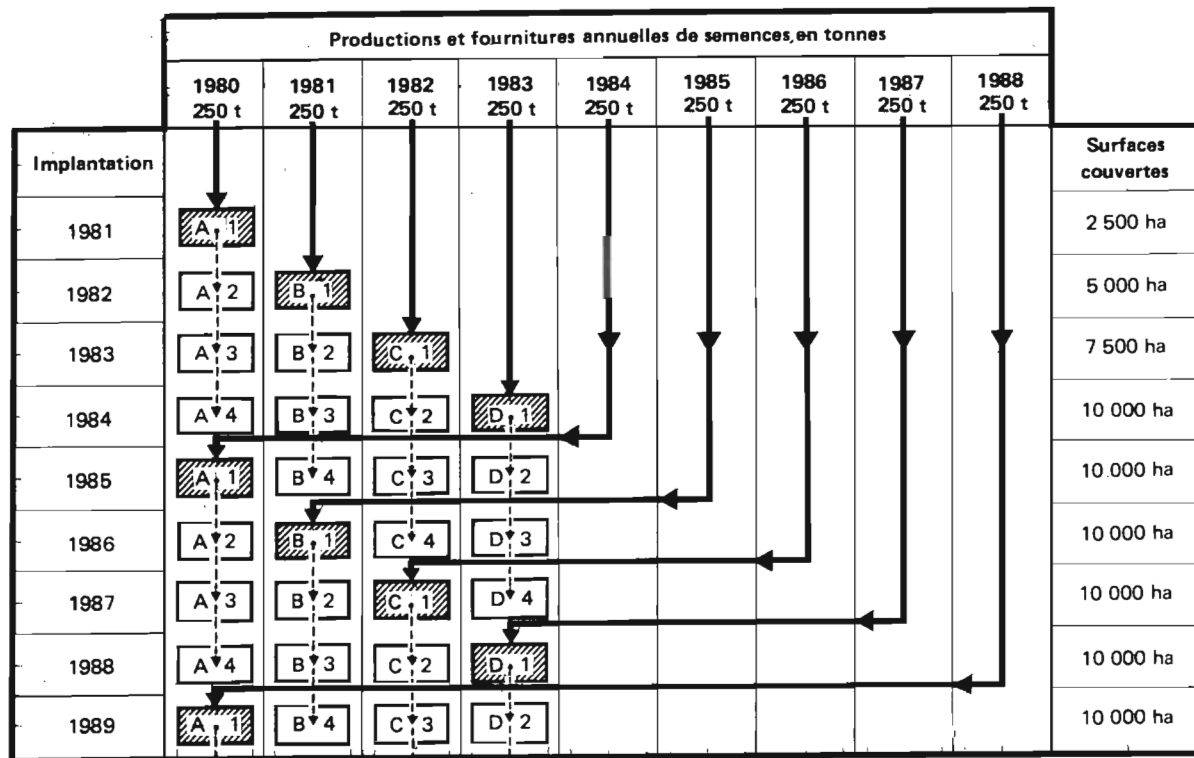 Productions et fournitures annuelles de semences,en tonnes
1980 1981 1982 1983 1984 1985 1986 1987 1988
250 t 250 t 250 t 250 t 250 t 250 t 250 t 250 t 250 t
Implantation Surfaces
couvertes
1981 A 1 2 500 ha
1982 A 2 B 1 5 000 ha
1983 A 3 B 2 C 1 7 500 ha
1984 A 4 B 3 C 2 D 1 10 000 ha
1985 A 1 B 4 C 3 D 2 10 000 ha
1986 A 2 B 1 C 4 D 3 10 000 ha
1987 A 3 B 2 C 1 D 4 10 000 ha
1988 A 4 B 3 C 2 D 1 10 000 ha
1989 A 1 B 4 C 3 D 2 10 000 ha